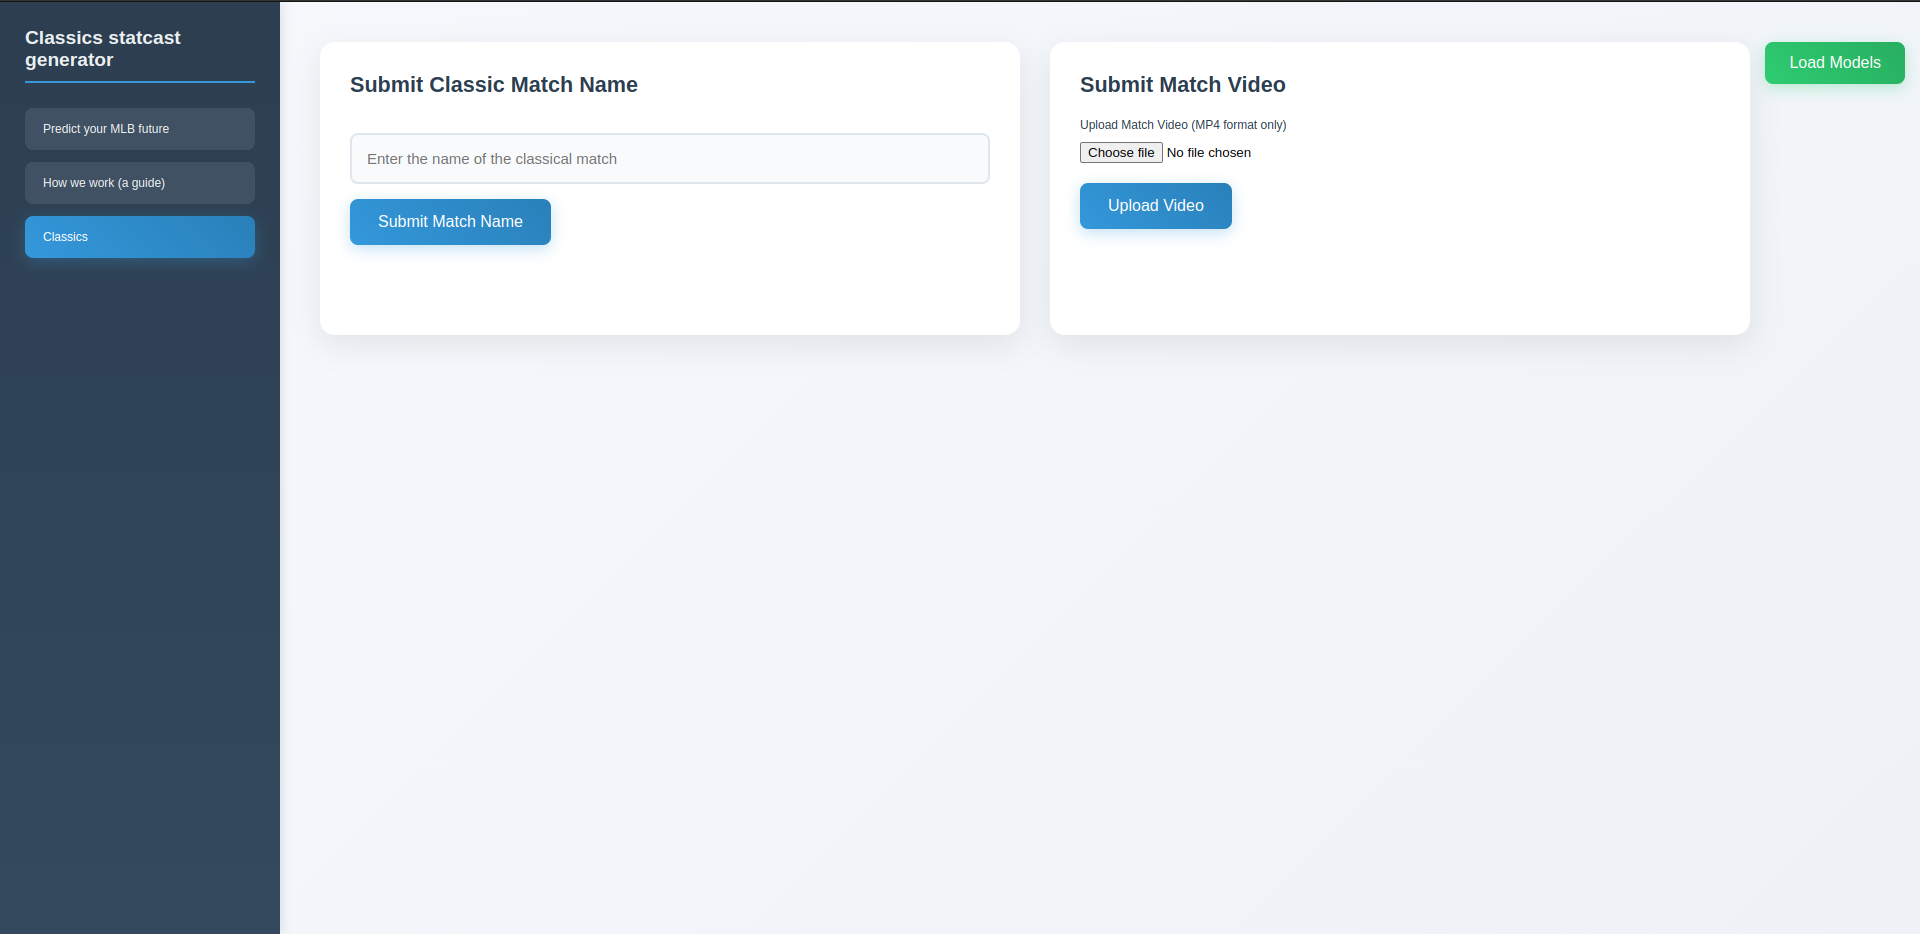 Classics statcast
generator
Predict your MLB future
How we work (a guide)
Classics
Submit Classic Match Name
Enter the name of the classical match
Submit Match Name
Submit Match Video
Upload Match Video (MP4 format only)
Choose file No file chosen
Upload Video
Load Models